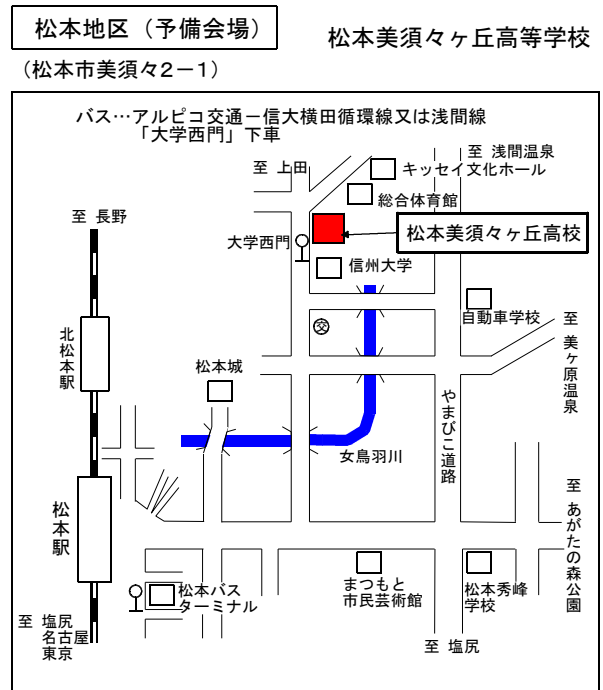 松本地区（予備会場）
松本美須々ヶ丘高等学校
（松本市美須々2－1）
バス…アルピコ交通－信大横田循環線又は浅間線
「大学西門」下車
至 浅間温泉
至 上田
キッセイ文化ホール
総合体育館
至 長野
松本美須々ヶ丘高校
大学西門
信州大学
自動車学校
至 美ヶ原温泉
交
北松本駅
松本城
やまびこ道路
女鳥羽川
至 あがたの森公園
松本駅
松本バス
ターミナル
まつもと
市民芸術館
松本秀峰
学校
至 塩尻
名古屋
東京
至 塩尻